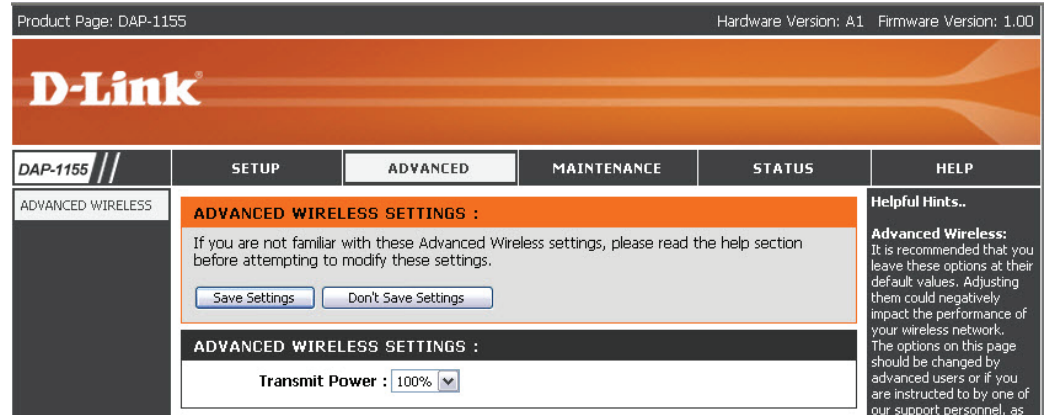 Product Page: DAP-1155
Hardware Version: A1 Firmware Version: 1.00
D-Link®
DAP-1155
SETUP
ADVANCED
MAINTENANCE
STATUS
HELP
ADVANCED WIRELESS
ADVANCED WIRELESS SETTINGS :
If you are not familiar with these Advanced Wireless settings, please read the help section
before attempting to modify these settings.
Save Settings
Don't Save Settings
ADVANCED WIRELESS SETTINGS :
Transmit Power : 100%
Helpful Hints..
Advanced Wireless:
It is recommended that you
leave these options at their
default values. Adjusting
them could negatively
impact the performance of
your wireless network.
The options on this page
should be changed by
advanced users or if you
are instructed to by one of
our support personnel, as